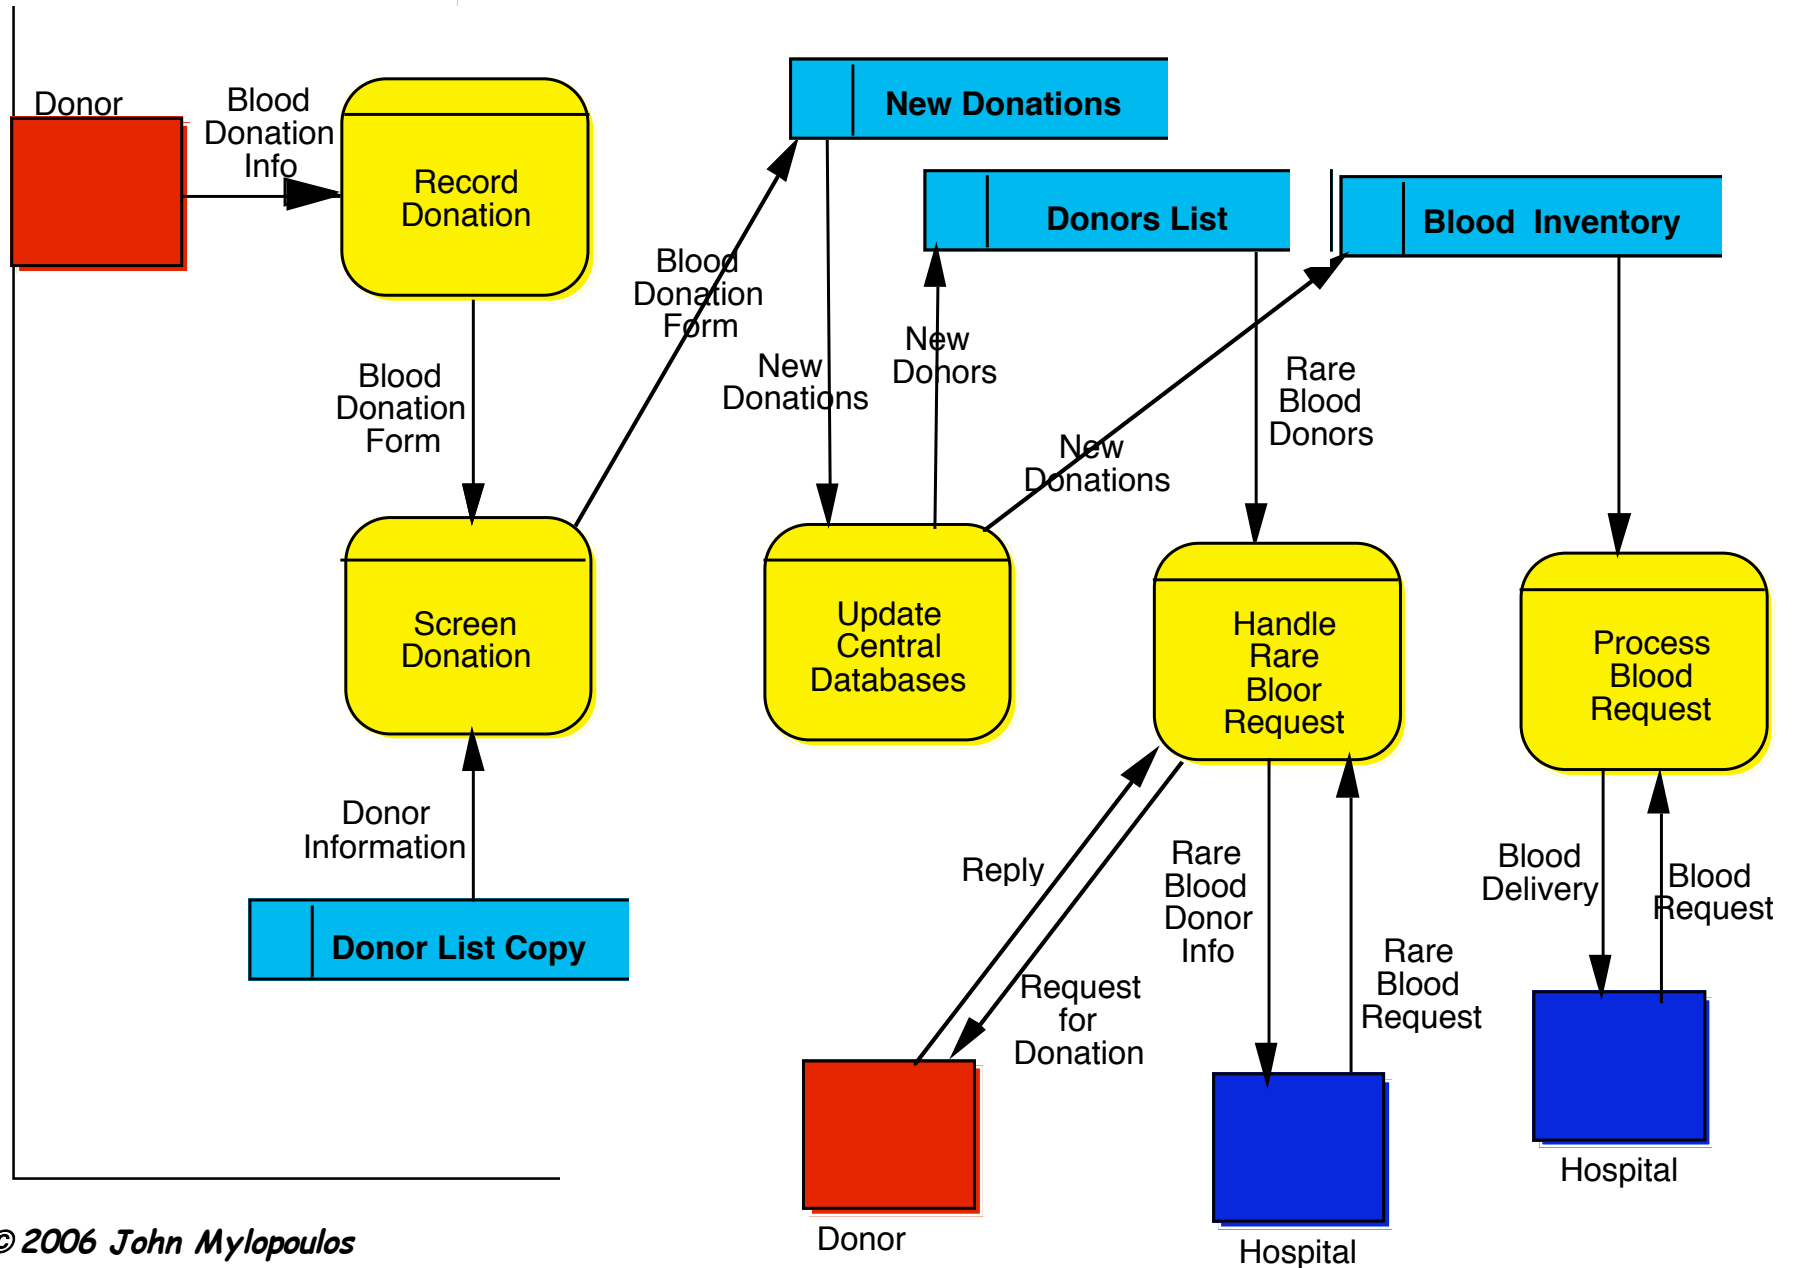 Donor
Blood
Donation
Info
Record
Donation
New Donations
Donors List
Blood Inventory
Blood
Donation
Form
Blood
Donation
Form
New
Donations
New
Donors
New
Donations
Rare
Blood
Donors
Screen
Donation
Update
Central
Databases
Handle
Rare
Bloor
Request
Process
Blood
Request
Donor
Information
Donor List Copy
Reply
Request
for
Donation
Rare
Blood
Donor
Info
Rare
Blood
Request
Blood
Delivery
Blood
Request
Donor
Hospital
Hospital
© 2006 John Mylopoulos